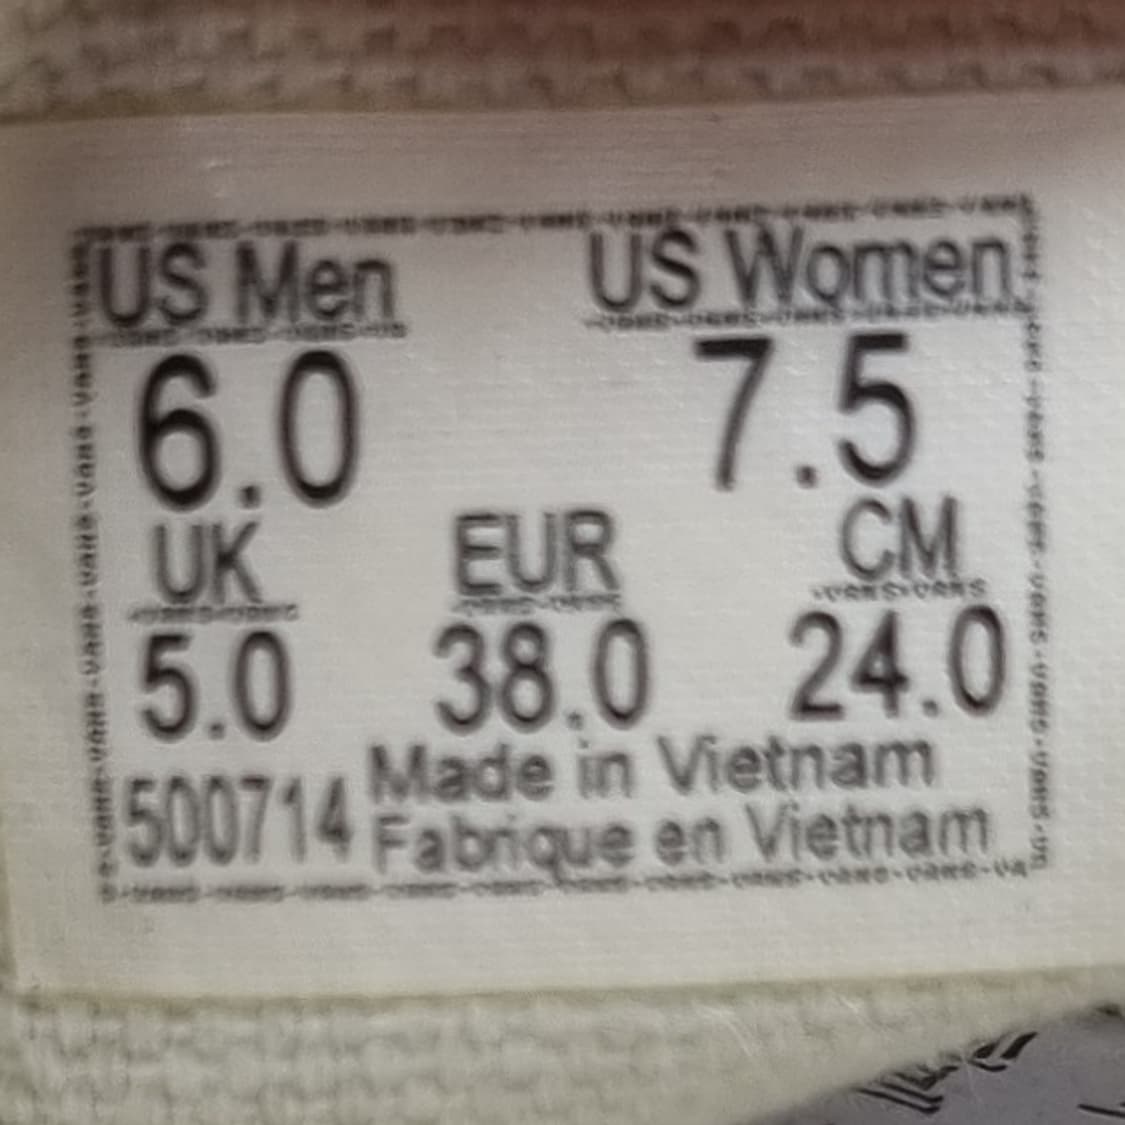 US Men US Women
6.0 7.5
UK EUR CM
5.0 38.0 24.0
500714 Made in Vietnam
Fabrique en Vietnam